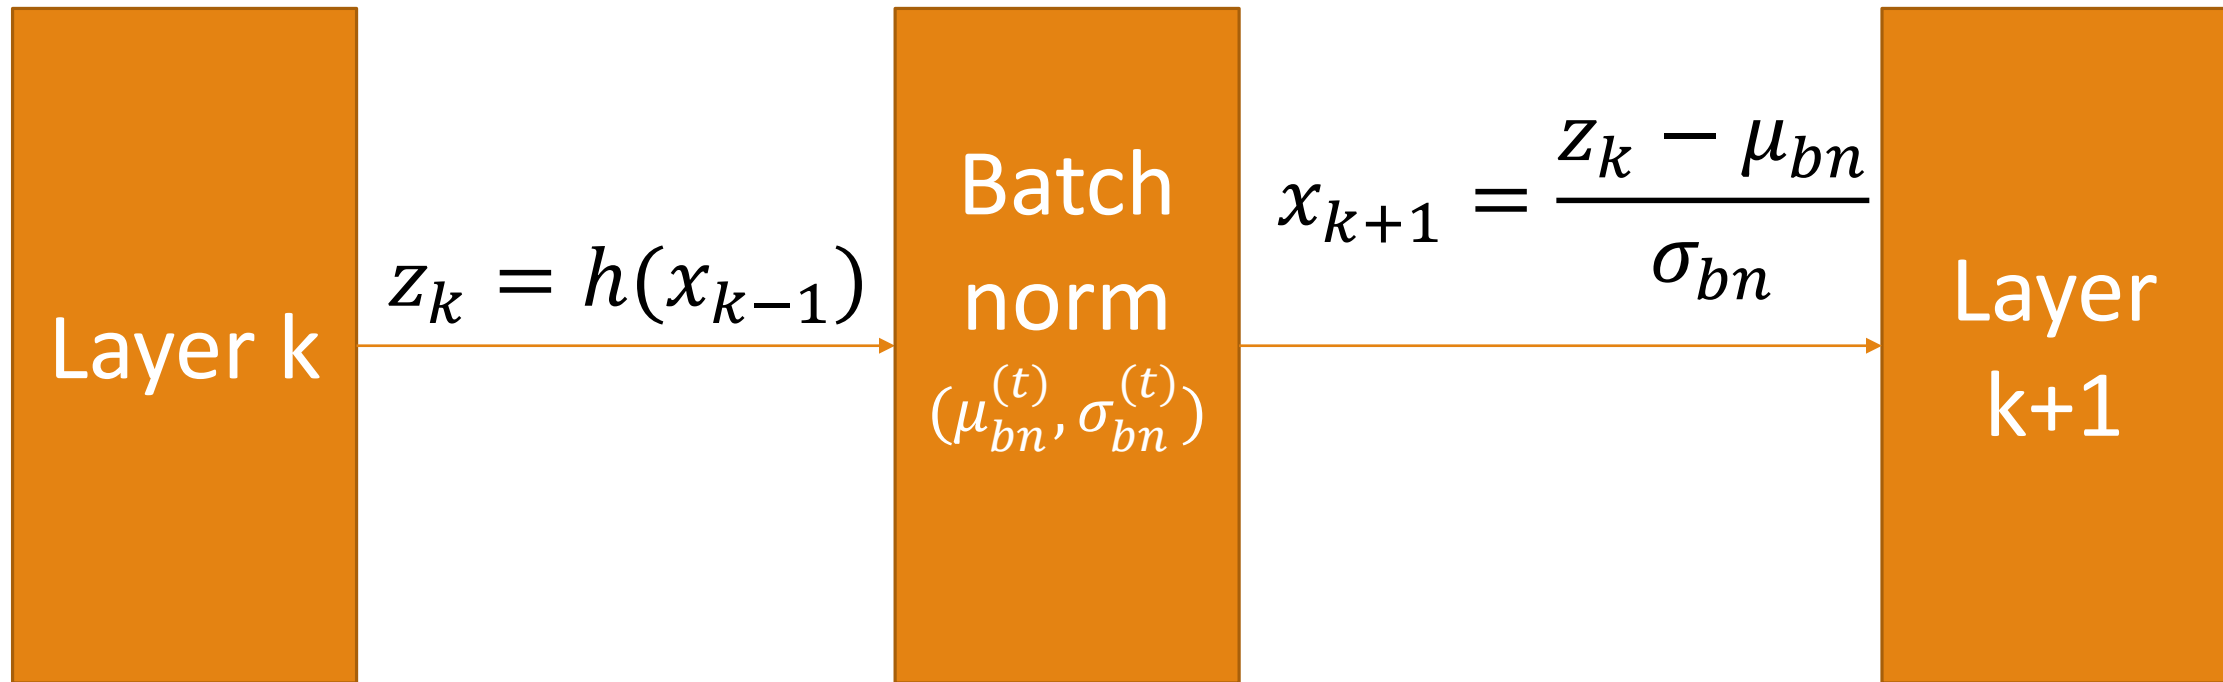 Layer k
z_k = h(x_{k−1})
Batch
norm
(μ_{bn}^{(t)}, σ_{bn}^{(t)})
x_{k+1} = \frac{z_k − μ_{bn}}{σ_{bn}}
Layer
k+1